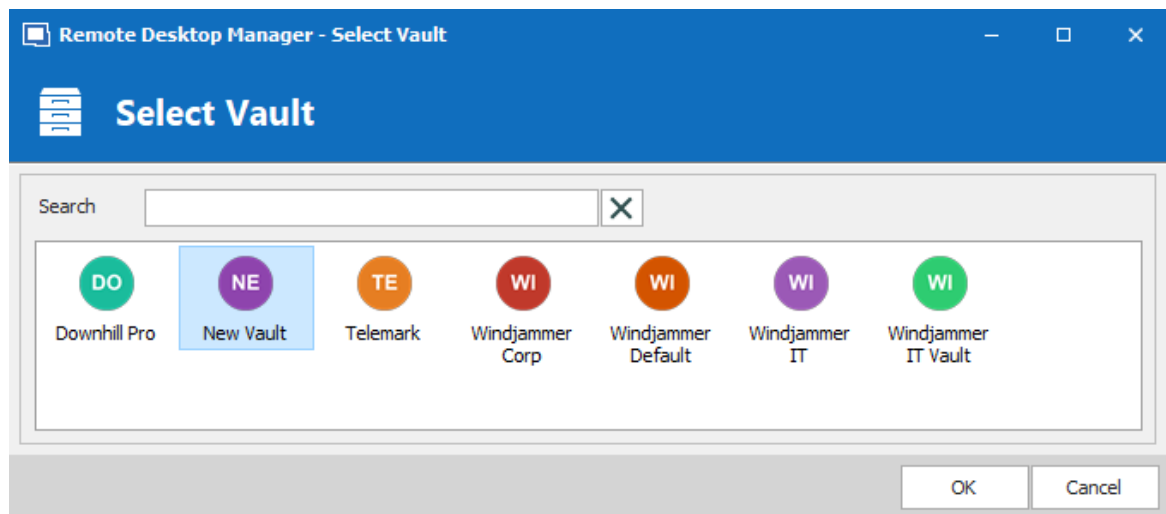 Remote Desktop Manager - Select Vault
Select Vault
Search
DO NE TE WI WI WI WI
Downhill Pro New Vault Telemark Windjammer Windjammer Windjammer Windjammer
Corp Default IT IT Vault
OK Cancel